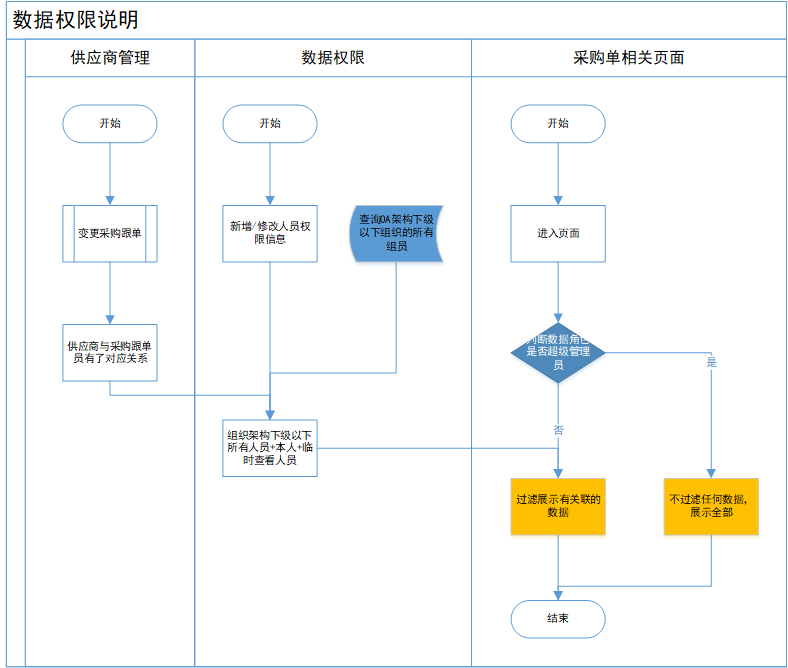 数据权限说明
供应商管理
数据权限
采购单相关页面
开始
开始
开始
变更采购跟单
新增/修改人员权
限信息
查询OA架构下级
以下组织的所有
组员
进入页面
供应商与采购跟单
员有了对应关系
判断数据角色
是否超级管理
员
是
否
组织架构下级以下
所有人员+本人+临
时查看人员
过滤展示有关联的
数据
不过滤任何数据,
展示全部
结束